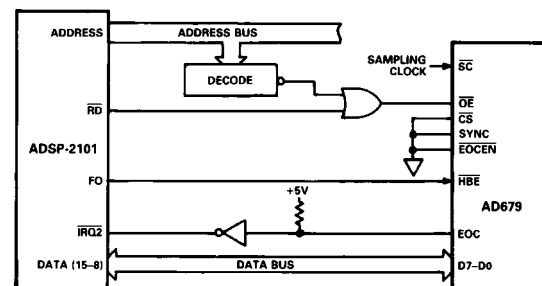 ADDRESS
ADDRESS BUS
DECODE
SAMPLING
CLOCK
SC
RD
OE
CS
SYNC
EOCEN
ADSP-2101
FO
HBE
+5V
AD679
IRQ2
EOC
DATA (15–8)
DATA BUS
D7–D0